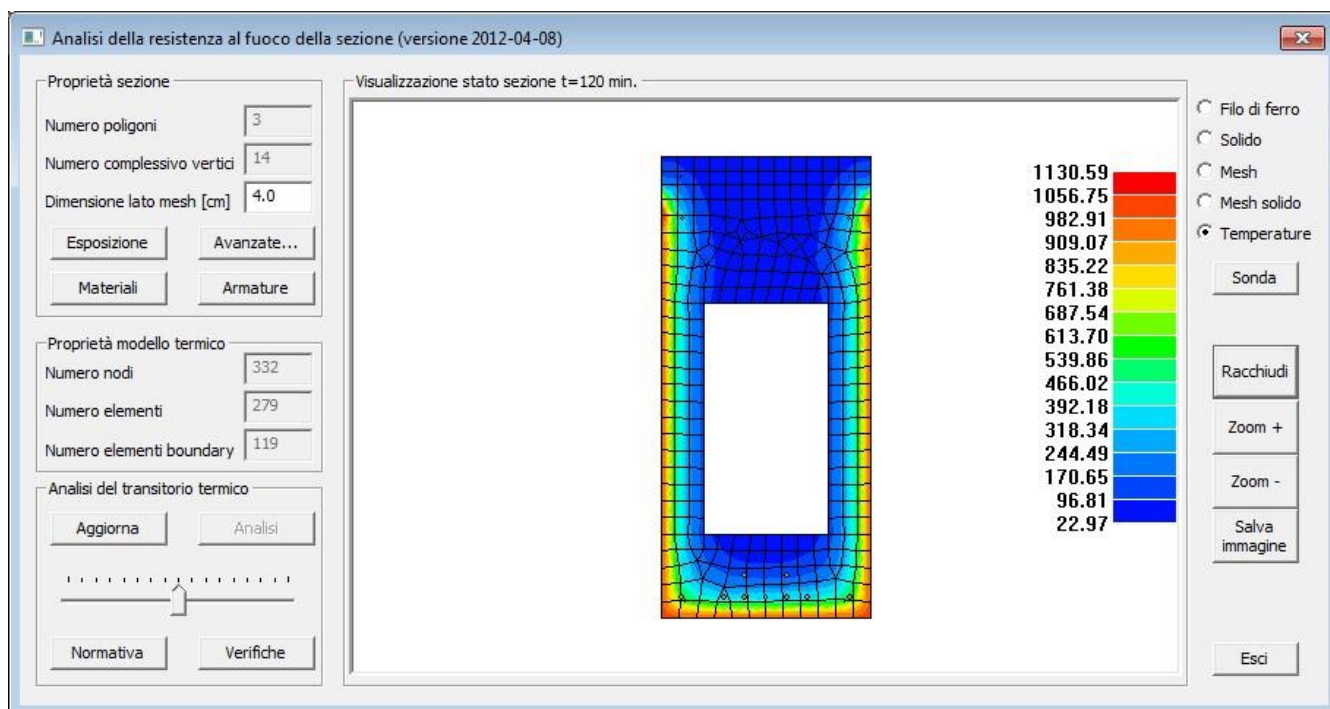 Analisi della resistenza al fuoco della sezione (versione 2012-04-08)
Proprietà sezione
Numero poligoni 3
Numero complessivo vertici 14
Dimensione lato mesh [cm] 4.0
Esposizione Avanzate...
Materiali Armature
Proprietà modello termico
Numero nodi 332
Numero elementi 279
Numero elementi boundary 119
Analisi del transitorio termico
Aggiorna Analisi
Normativa Verifiche
Visualizzazione stato sezione t=120 min.
1130.59
1056.75
982.91
909.07
835.22
761.38
687.54
613.70
539.86
466.02
392.18
318.34
244.49
170.65
96.81
22.97
Filo di ferro
Solido
Mesh
Mesh solido
Temperature
Sonda
Racchiudi
Zoom +
Zoom -
Salva
immagine
Esci